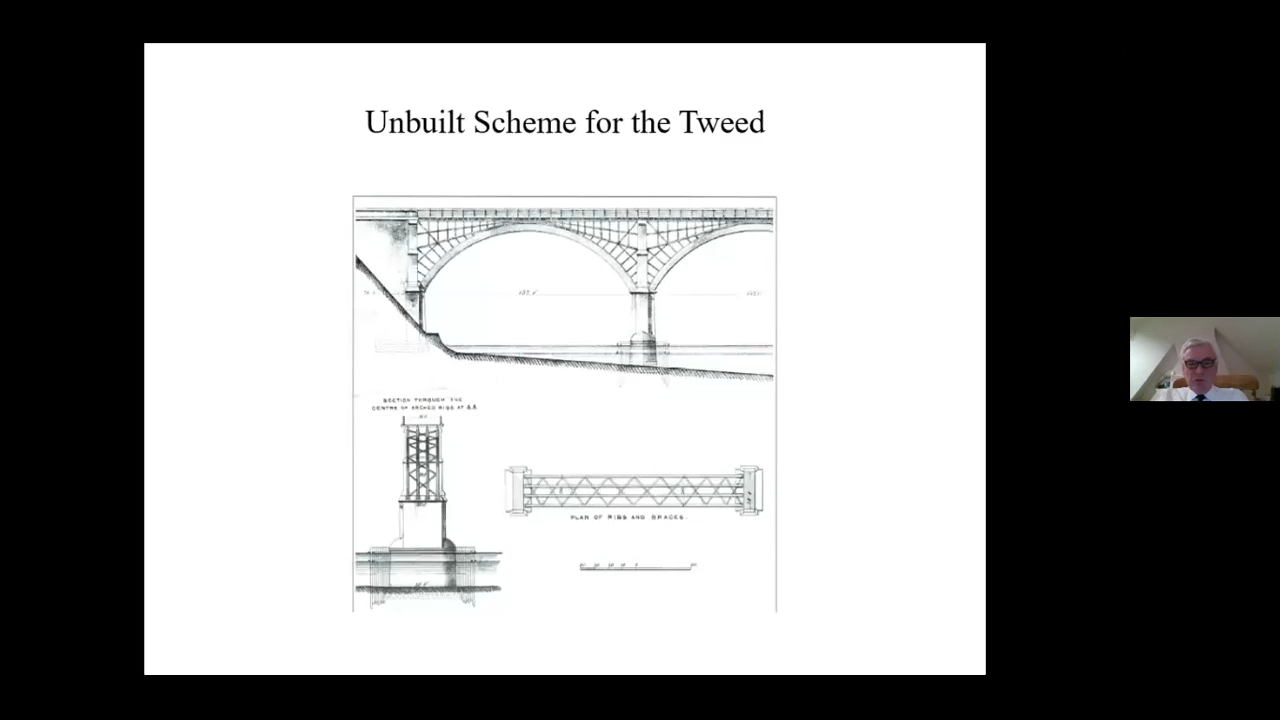 Unbuilt Scheme for the Tweed
SECTION THROUGH THE
CENTRE OF ARCHED RIBS AT
PLAN OF RIBS AND BRACES.